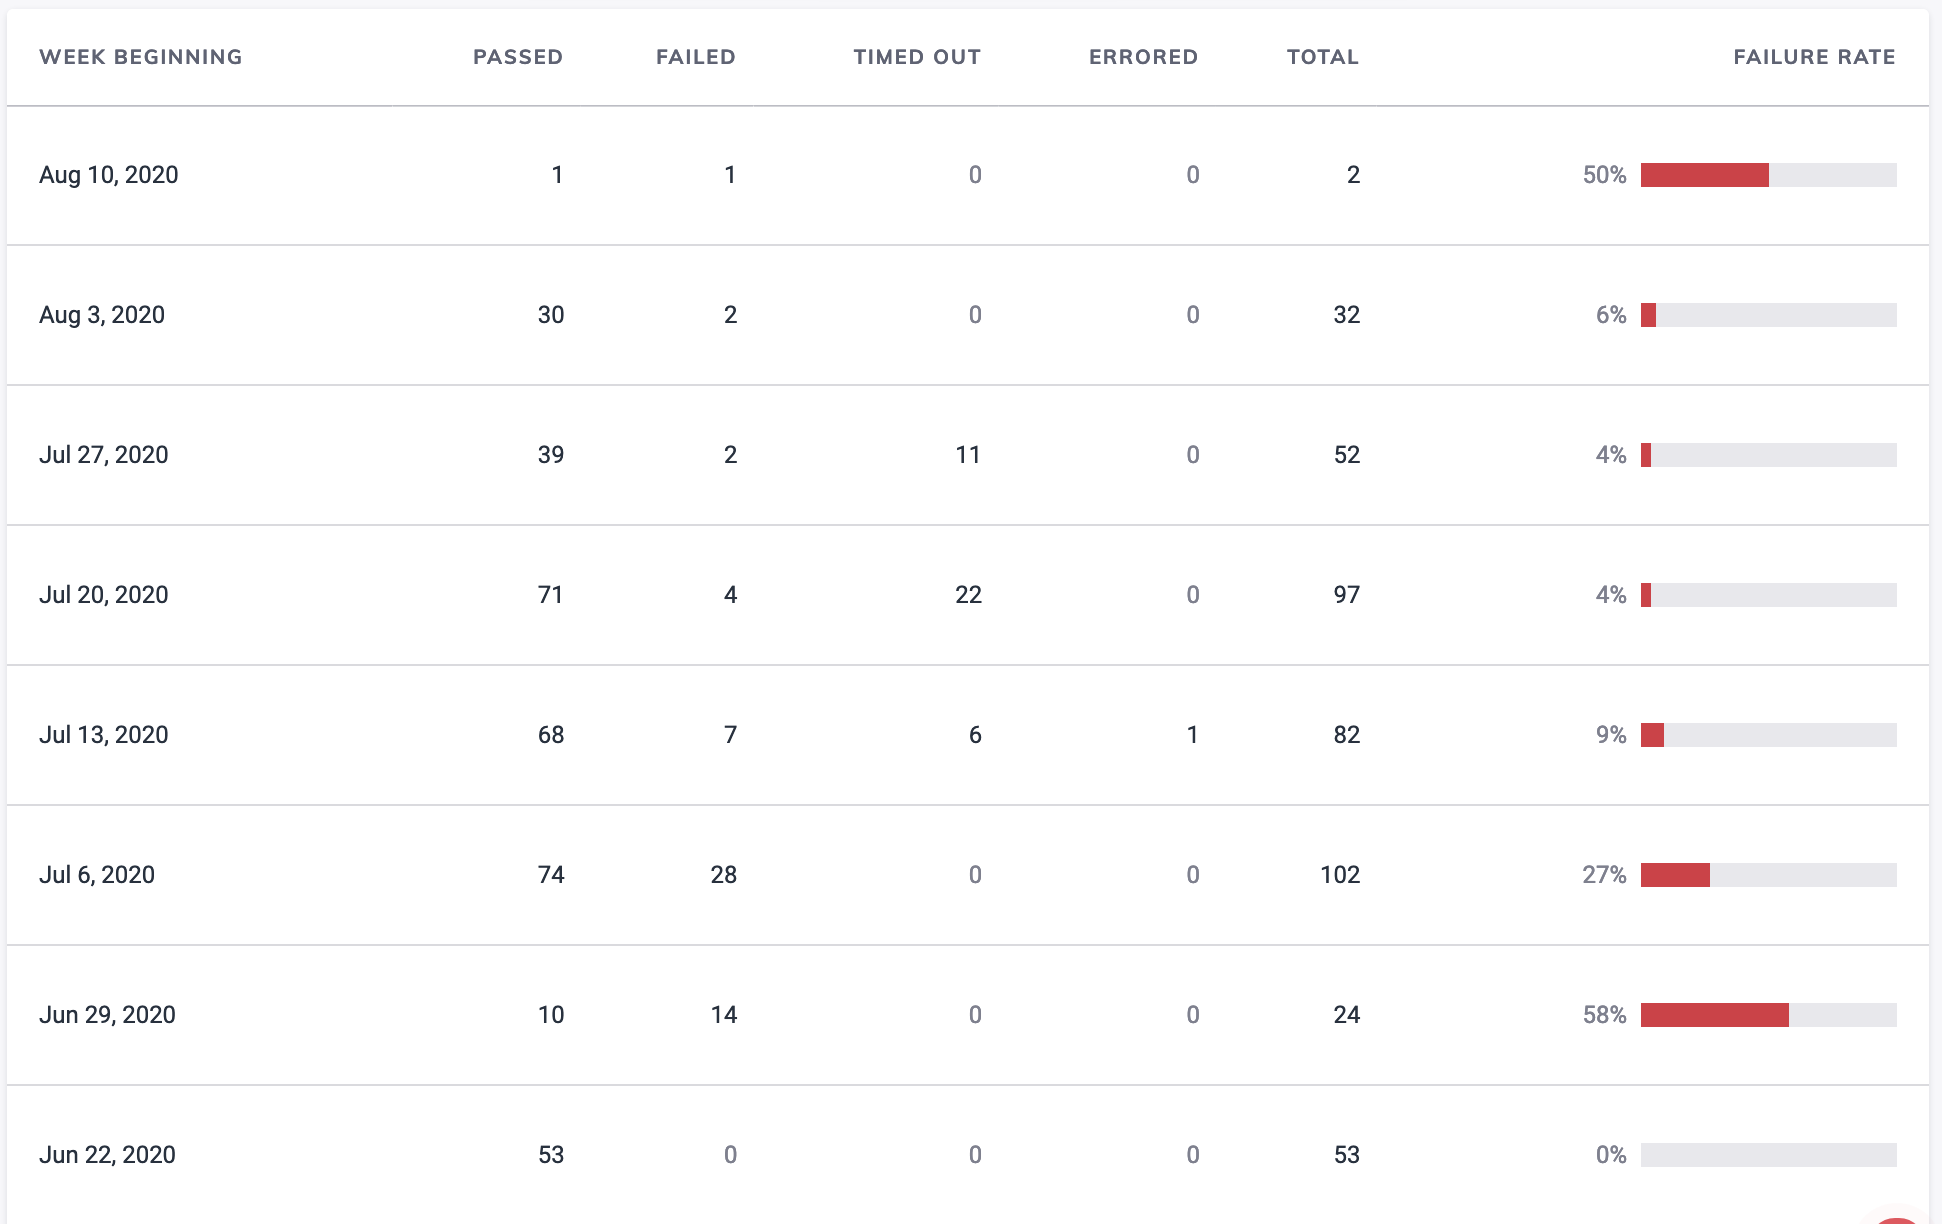 WEEK BEGINNING PASSED FAILED TIMED OUT ERRORED TOTAL FAILURE RATE
Aug 10, 2020 1 1 0 0 2 50%
Aug 3, 2020 30 2 0 0 32 6%
Jul 27, 2020 39 2 11 0 52 4%
Jul 20, 2020 71 4 22 0 97 4%
Jul 13, 2020 68 7 6 1 82 9%
Jul 6, 2020 74 28 0 0 102 27%
Jun 29, 2020 10 14 0 0 24 58%
Jun 22, 2020 53 0 0 0 53 0%